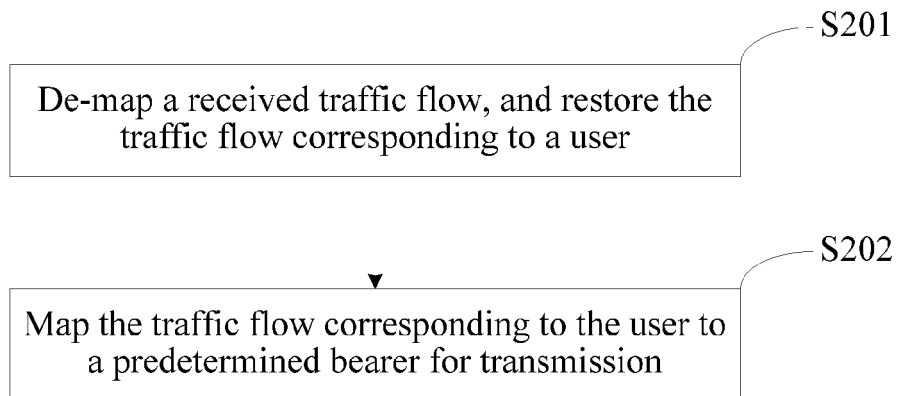 S201
De-map a received traffic flow, and restore the
traffic flow corresponding to a user
S202
Map the traffic flow corresponding to the user to
a predetermined bearer for transmission